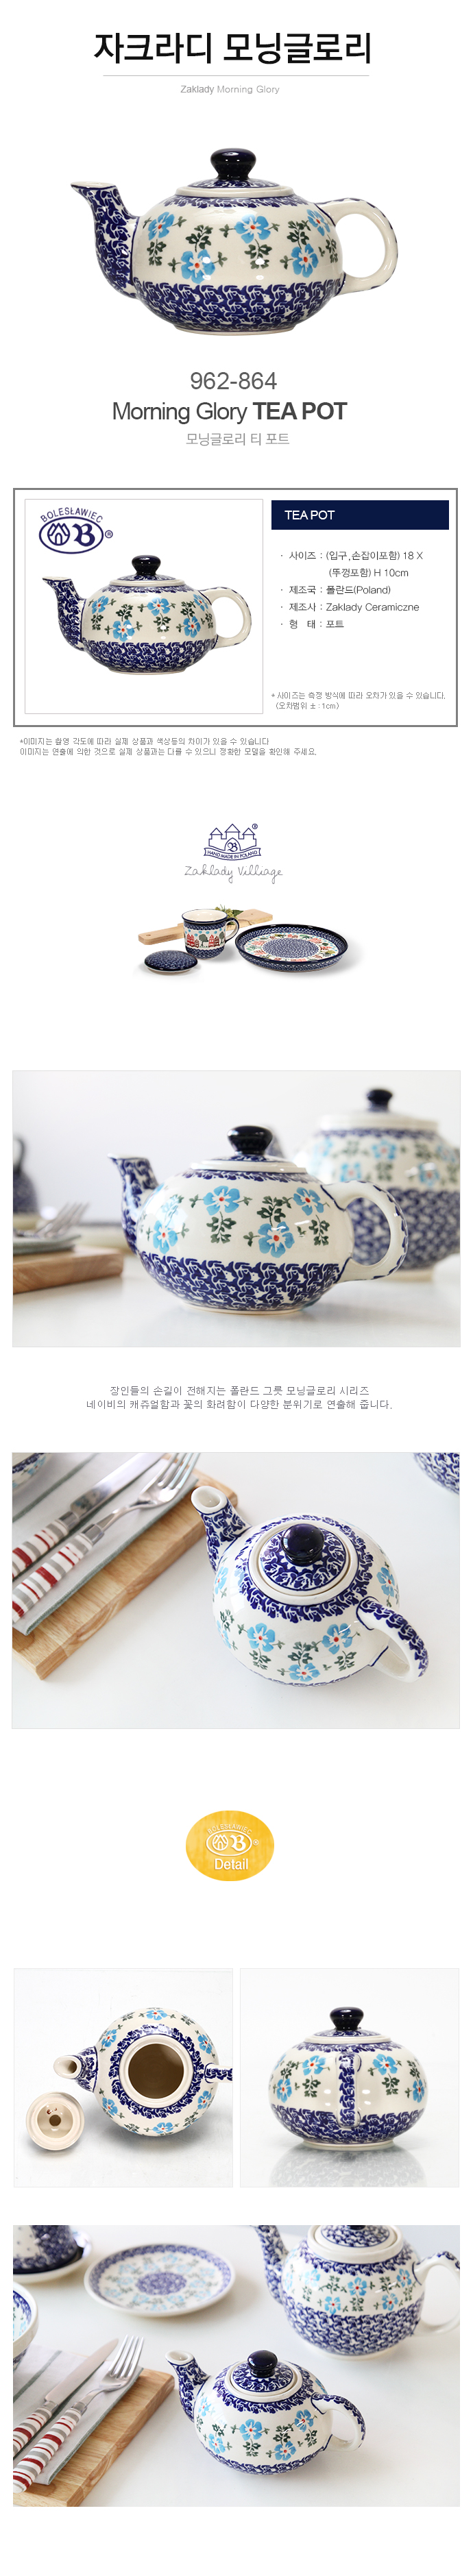 자크라디 모닝글로리
Zaklady Morning Glory
962-864
Morning Glory TEA POT
모닝글로리 티 포트
BOLESŁAWIEC
B®
TEA POT
· 사이즈 : (입구,손잡이포함) 18 X
(뚜껑포함) H 10cm
· 제조국 : 폴란드(Poland)
· 제조사 : Zaklady Ceramiczne
· 형 태 : 포트
* 사이즈는 측정 방식에 따라 오차가 있을 수 있습니다.
(오차범위 ± : 1cm)
*이미지는 촬영 각도에 따라 실제 상품과 색상등의 차이가 있을 수 있습니다
이미지는 연출에 의한 것으로 실제 상품과는 다를 수 있으니 정확한 모델을 확인해 주세요.
®
B
HAND MADE IN POLAND
Zaklady Villiage
장인들의 손길이 전해지는 폴란드 그릇 모닝글로리 시리즈
네이비의 캐쥬얼함과 꽃의 화려함이 다양한 분위기로 연출해 줍니다.
BOLESŁAWIEC
B®
Detail